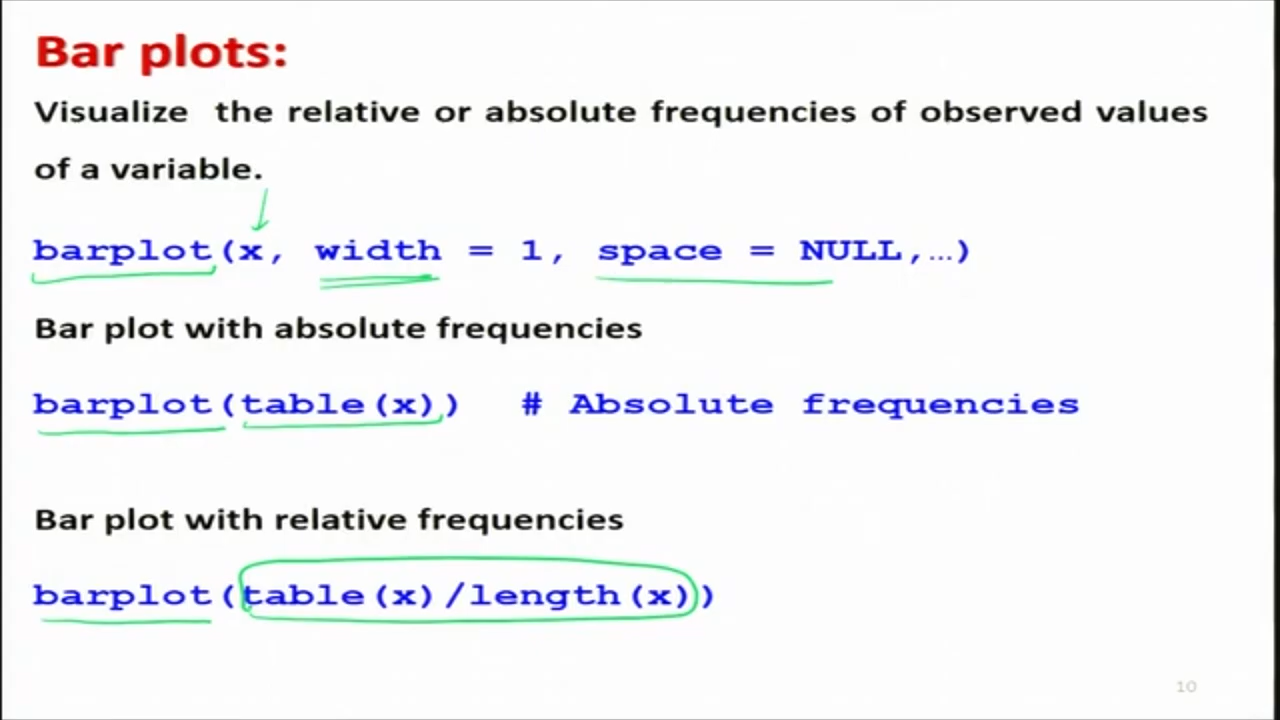 Bar plots:
Visualize the relative or absolute frequencies of observed values
of a variable.
barplot(x, width = 1, space = NULL,…)
Bar plot with absolute frequencies
barplot(table(x)) # Absolute frequencies
Bar plot with relative frequencies
barplot(table(x)/length(x))
10